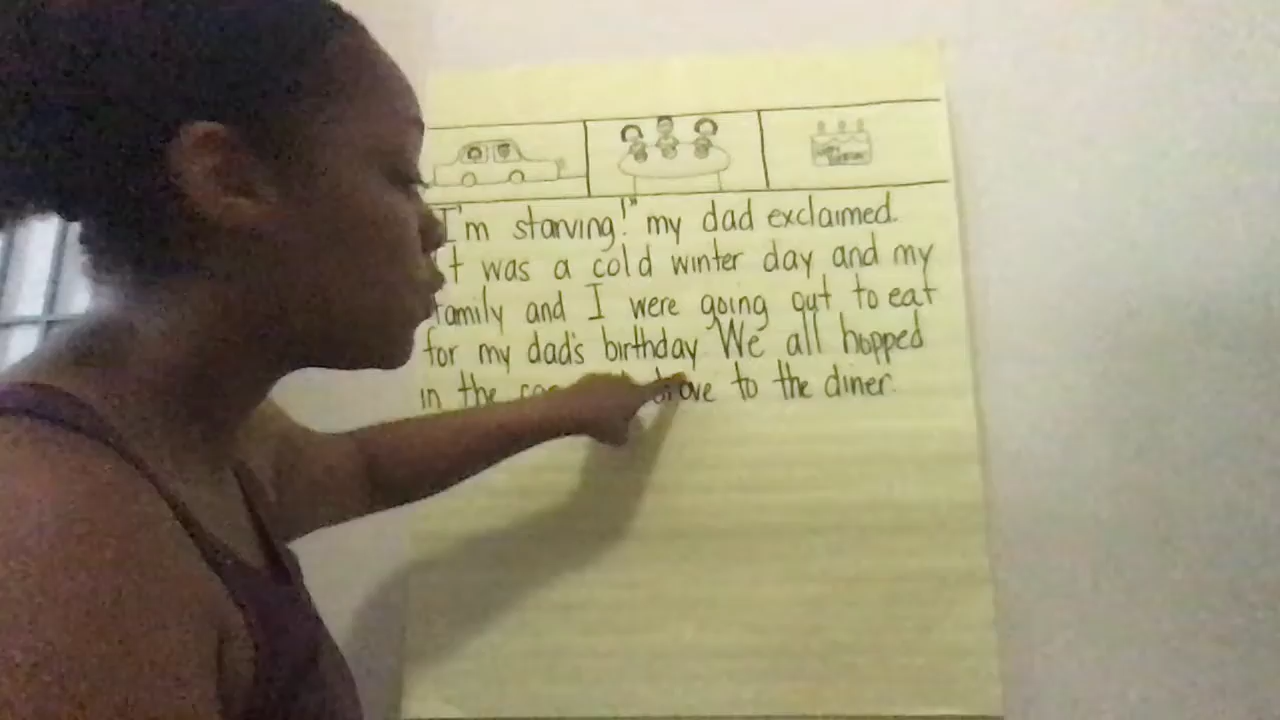 I'm starving!" my dad exclaimed.
t was a cold winter day and my
family and I were going out to eat
for my dad's birthday We all hopped
in the drove to the diner.